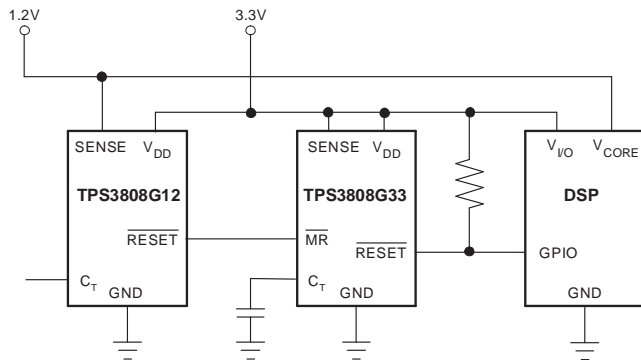 1.2V
3.3V
SENSE
V_DD
TPS3808G12
RESET
C_T
GND
SENSE
V_DD
TPS3808G33
MR
RESET
C_T
GND
V_I/O
V_CORE
DSP
GPIO
GND